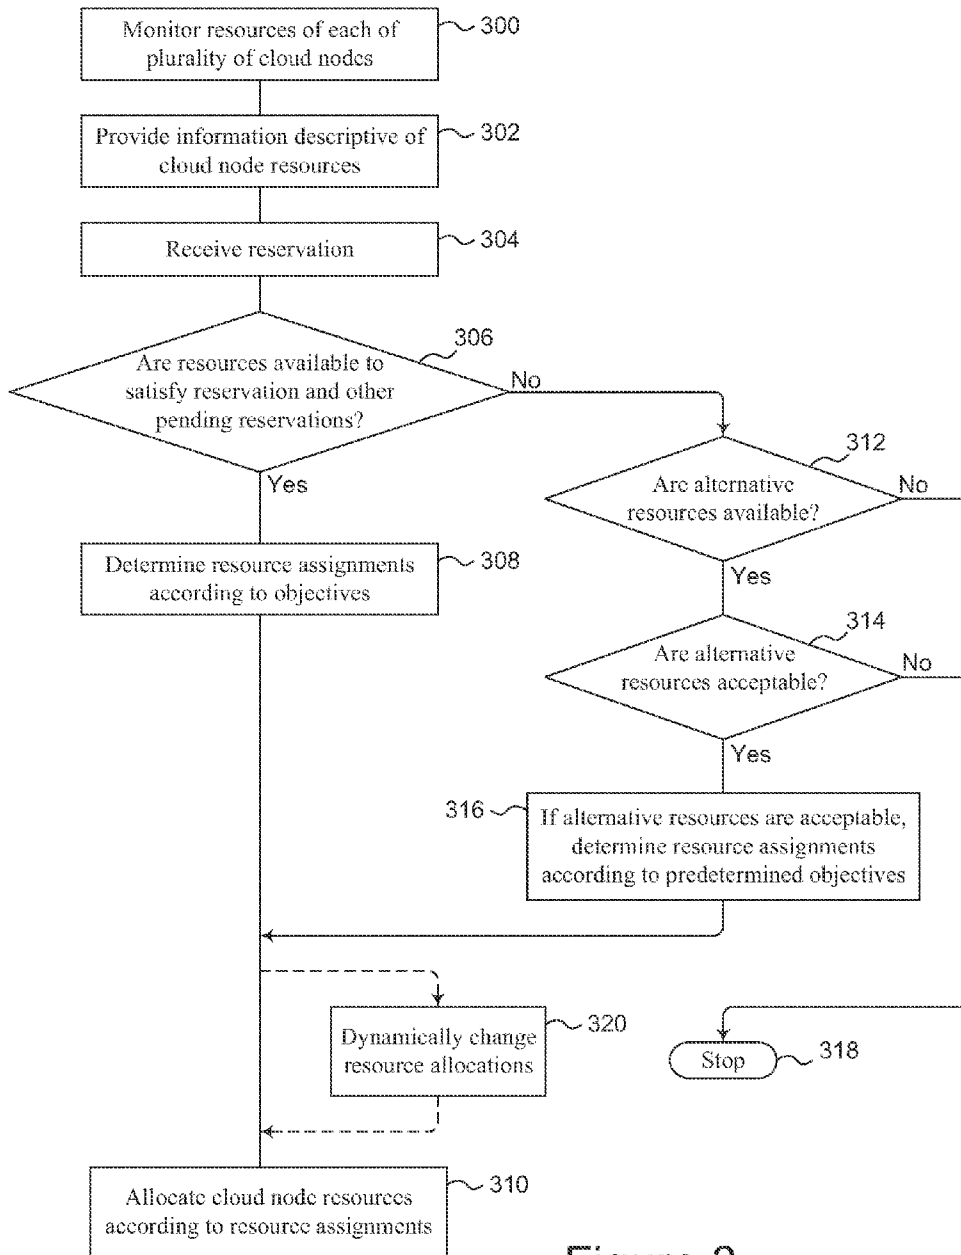 Monitor resources of each of
plurality of cloud nodes
300
Provide information descriptive of
cloud node resources
302
Receive reservation
304
Are resources available to
satisfy reservation and other
pending reservations?
306
No
Yes
Are alternative
resources available?
312
No
Yes
Determine resource assignments
according to objectives
308
Are alternative
resources acceptable?
314
No
Yes
316
If alternative resources are acceptable,
determine resource assignments
according to predetermined objectives
Dynamically change
resource allocations
320
Stop
318
Allocate cloud node resources
according to resource assignments
310
Figure